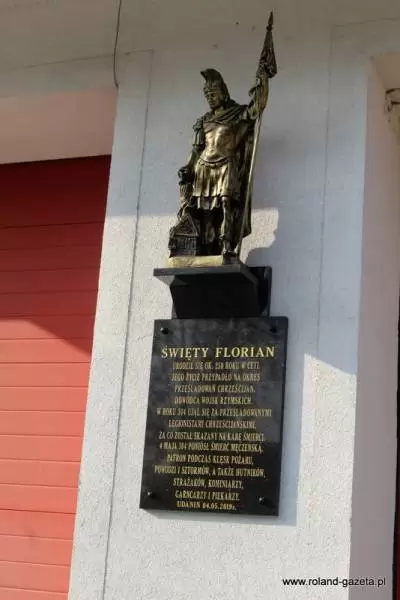 ŚWIĘTY FLORIAN
URODZIŁ SIĘ OK. 250 ROKU W CETI.
JEGO ŻYCIE PRZYPADŁO NA OKRES
PRZEŚLADOWAŃ CHRZEŚCIJAN.
DOWÓDCA WOJSK RZYMSKICH.
W ROKU 304 UJĄŁ SIĘ ZA PRZEŚLADOWANYMI
LEGIONISTAMI CHRZEŚCIJAŃSKIMI,
ZA CO ZOSTAŁ SKAZANY NA KARĘ ŚMIERCI.
4 MAJA 304 PONIÓSŁ ŚMIERĆ MĘCZEŃSKĄ.
PATRON PODCZAS KLĘSK POŻARU,
POWODZI I SZTORMÓW, A TAKŻE HUTNIKÓW,
STRAŻAKÓW, KOMINIARZY,
GARNCARZY I PIEKARZY.
UDANIN 04.05.2019r.
www.roland-gazeta.pl